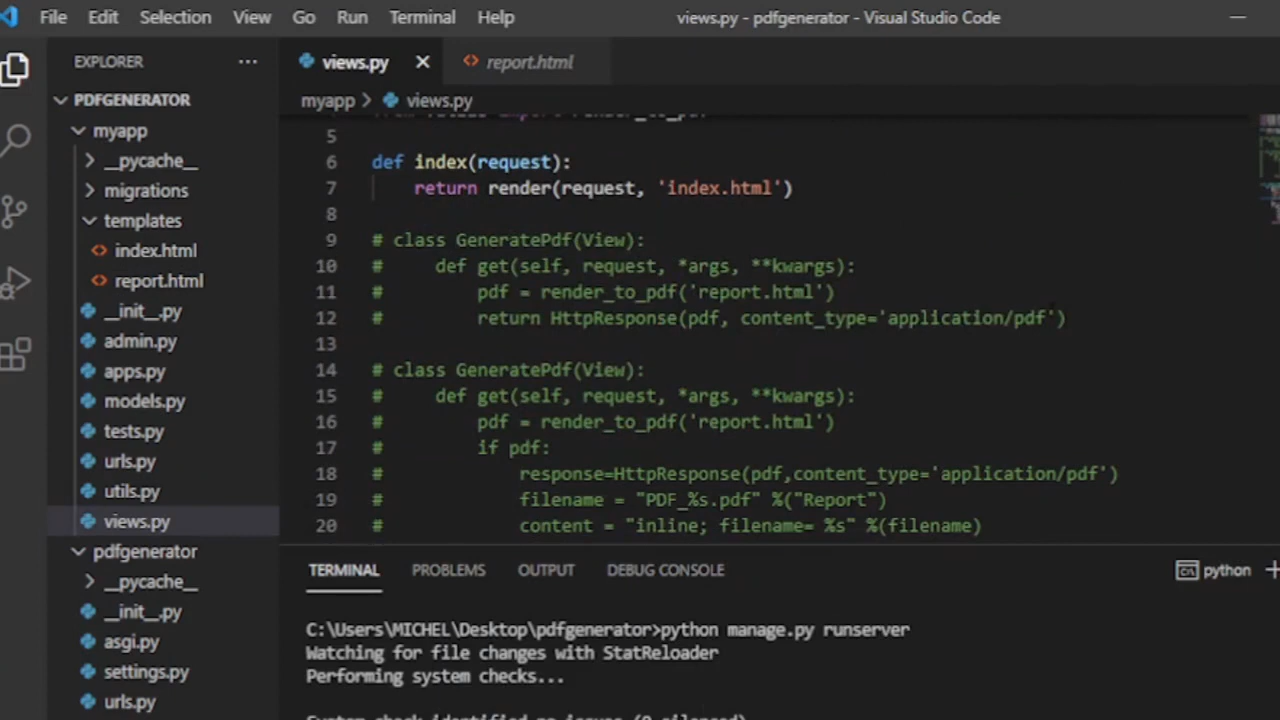 File Edit Selection View Go Run Terminal Help views.py - pdfgenerator - Visual Studio Code
EXPLORER
PDFGENERATOR
myapp
__pycache__
migrations
templates
index.html
report.html
__init__.py
admin.py
apps.py
models.py
tests.py
urls.py
utils.py
views.py
pdfgenerator
__pycache__
__init__.py
asgi.py
settings.py
urls.py
views.py report.html
myapp > views.py
5
6 def index(request):
7 return render(request, 'index.html')
8
9 # class GeneratePdf(View):
10 # def get(self, request, *args, **kwargs):
11 # pdf = render_to_pdf('report.html')
12 # return HttpResponse(pdf, content_type='application/pdf')
13
14 # class GeneratePdf(View):
15 # def get(self, request, *args, **kwargs):
16 # pdf = render_to_pdf('report.html')
17 # if pdf:
18 # response=HttpResponse(pdf,content_type='application/pdf')
19 # filename = "PDF_%s.pdf" %("Report")
20 # content = "inline; filename= %s" %(filename)
TERMINAL PROBLEMS OUTPUT DEBUG CONSOLE python
C:\Users\MICHEL\Desktop\pdfgenerator>python manage.py runserver
Watching for file changes with StatReloader
Performing system checks...